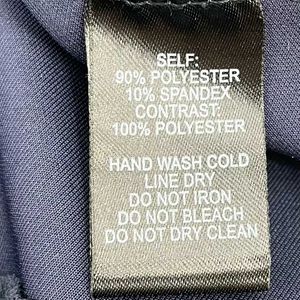 SELF:
90% POLYESTER
10% SPANDEX
CONTRAST:
100% POLYESTER
HAND WASH COLD
LINE DRY
DO NOT IRON
DO NOT BLEACH
DO NOT DRY CLEAN